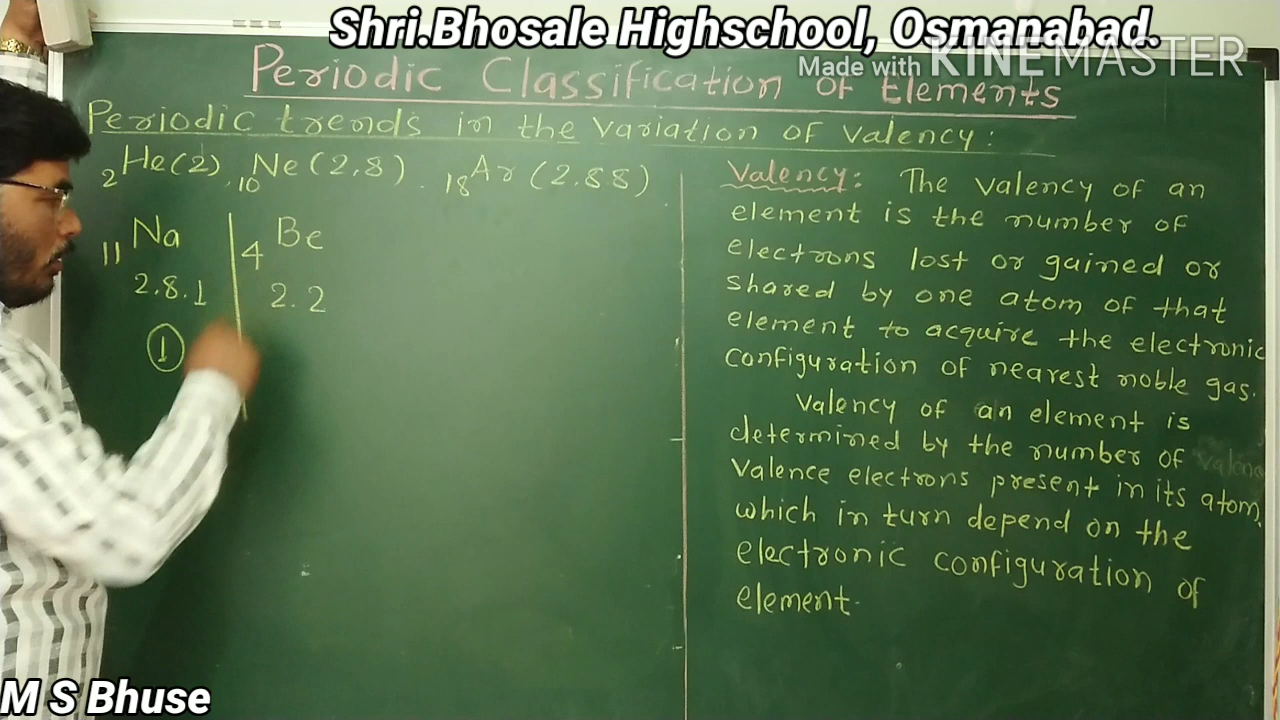 Shri.Bhosale Highschool, Osmanabad.
Made with KINEMASTER
Periodic Classification of Elements
Periodic trends in the variation of valency:
2He(2), 10Ne(2,8). 18Ar(2.88)
11Na
2.8.1
1
4Be
2.2
Valency: The valency of an
element is the number of
electrons lost or gained or
shared by one atom of that
element to acquire the electronic
configuration of nearest noble gas.
Valency of an element is
determined by the number of
valence electrons present in its atom.
which in turn depend on the
electronic configuration of
element.
M S Bhuse